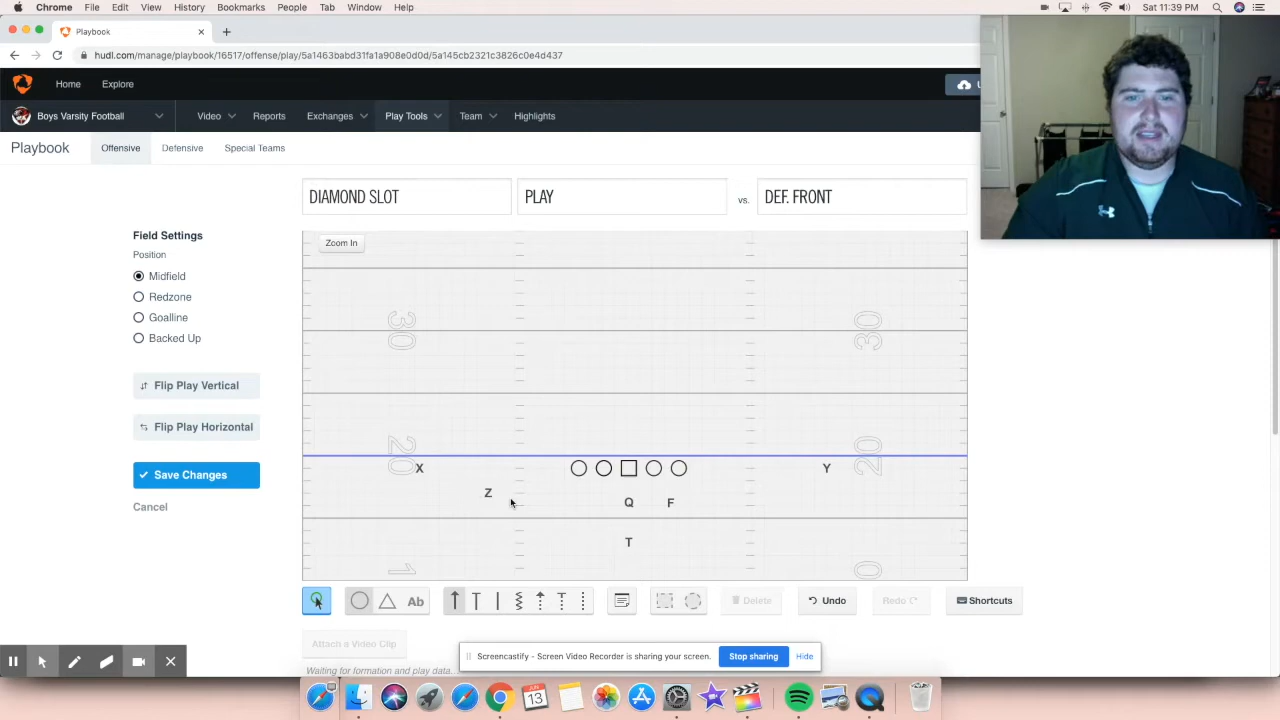 Chrome File Edit View History Bookmarks People Tab Window Help Sat 11:39 PM
Playbook
hudl.com/manage/playbook/16517/offense/play/5a1463babd31fa1a908e0d0d/5a145cb2321c3826c0e4d437
Home Explore
Boys Varsity Football Video Reports Exchanges Play Tools Team Highlights
Playbook Offensive Defensive Special Teams
DIAMOND SLOT PLAY vs. DEF. FRONT
Field Settings
Position
Midfield
Redzone
Goalline
Backed Up
Flip Play Vertical
Flip Play Horizontal
Save Changes
Cancel
Zoom In
30 30
20 20
X Y
Z
Q F
T
1 0
Ab Delete Undo Redo Shortcuts
Attach a Video Clip
Waiting for formation and play data.
Screencastify - Screen Video Recorder is sharing your screen. Stop sharing Hide
JUN
13